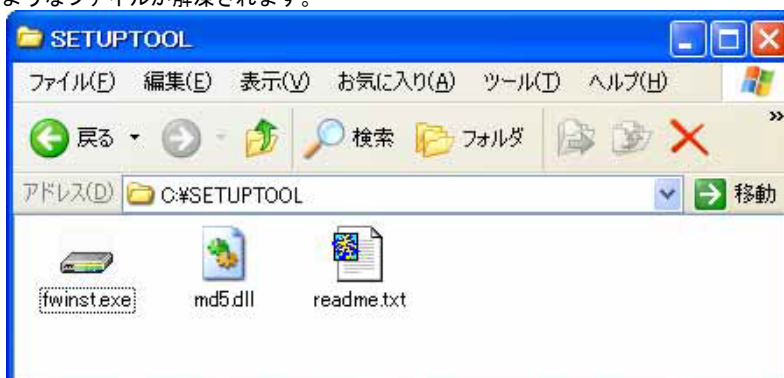 ようなファイルが解凍されます。
SETUPTOOL
ファイル(F) 編集(E) 表示(V) お気に入り(A) ツール(T) ヘルプ(H)
戻る 検索 フォルダ »
アドレス(D) C:¥SETUPTOOL 移動
fwinst.exe md5.dll readme.txt